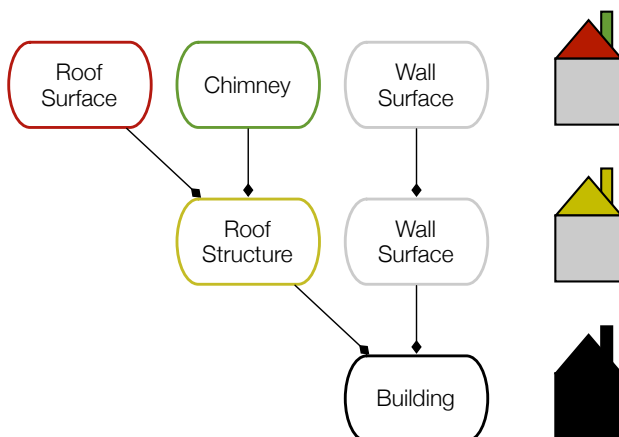 Roof
Surface
Chimney
Wall
Surface
Roof
Structure
Wall
Surface
Building